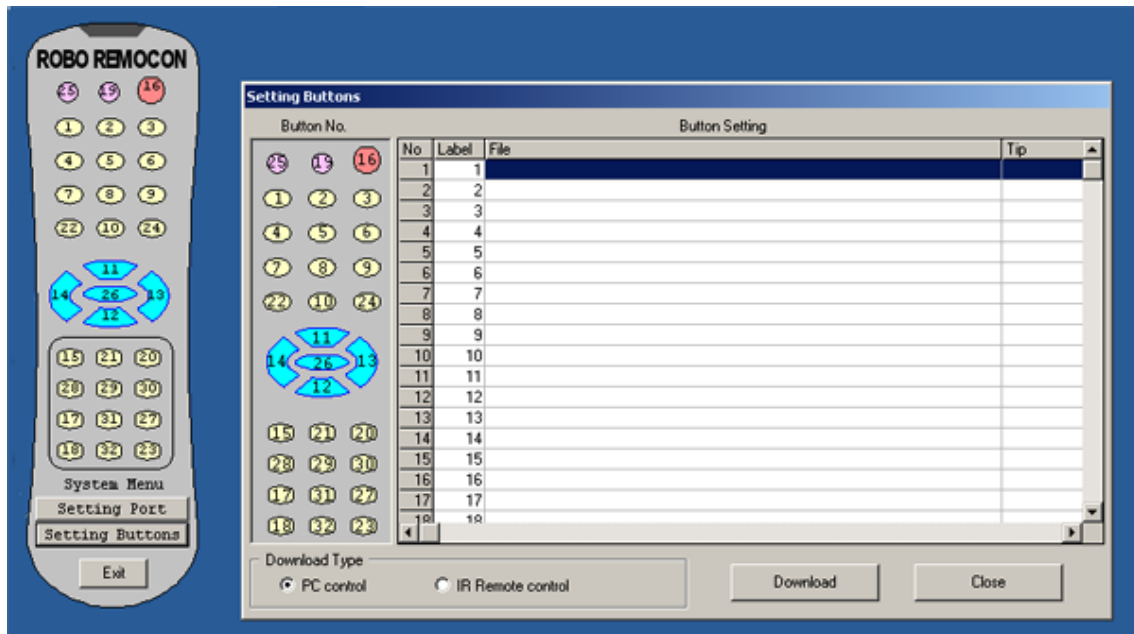 ROBO REMOCON
25 19 16
1 2 3
4 5 6
7 8 9
22 10 24
11
14 26 13
12
15 21 20
28 29 30
17 31 27
18 32 23
System Menu
Setting Port
Setting Buttons
Exit
Setting Buttons
Button No.
25 19 16
1 2 3
4 5 6
7 8 9
22 10 24
11
14 26 13
12
15 21 20
28 29 30
17 31 27
18 32 23
Button Setting
No Label File Tip
1 1
2 2
3 3
4 4
5 5
6 6
7 7
8 8
9 9
10 10
11 11
12 12
13 13
14 14
15 15
16 16
17 17
18 18
Download Type
PC control IR Remote control
Download Close